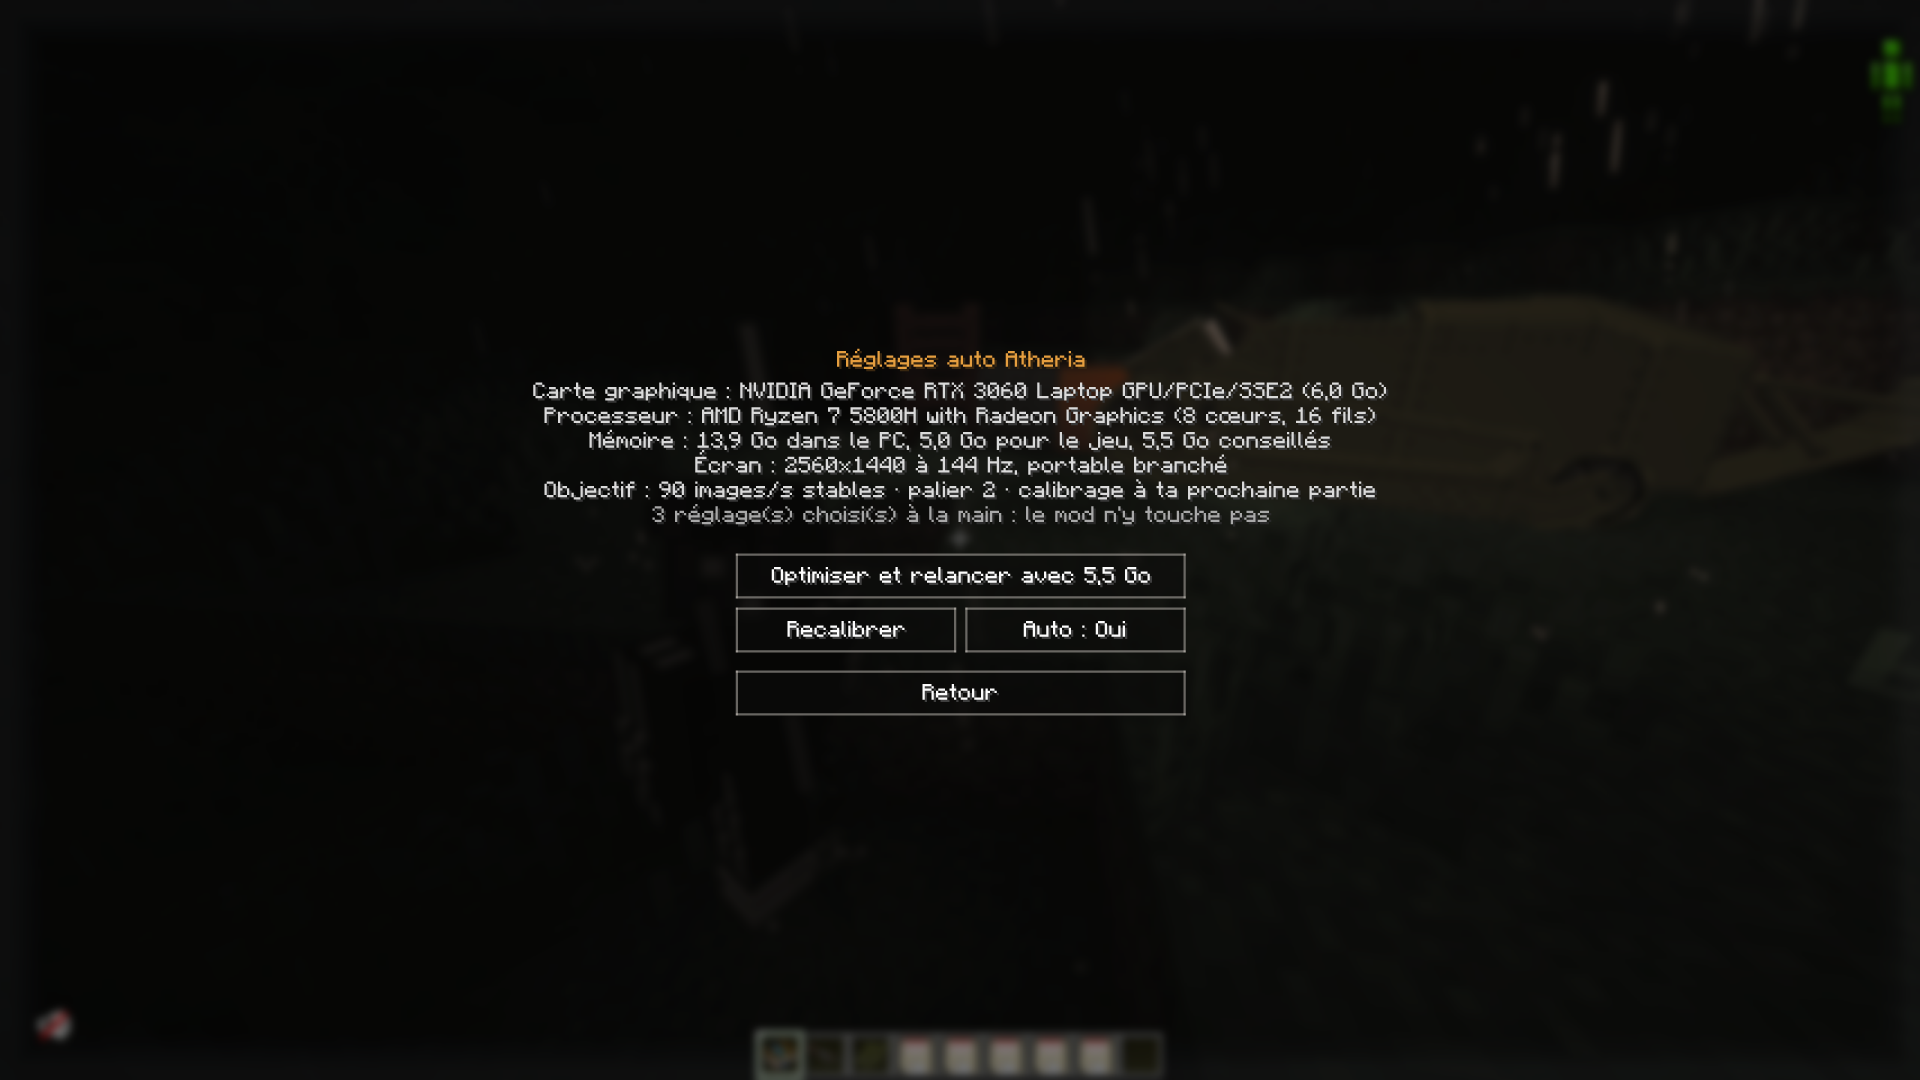 Réglages auto Atheria
Carte graphique : NVIDIA GeForce RTX 3060 Laptop GPU/PCIe/SSE2 (6,0 Go)
Processeur : AMD Ryzen 7 5800H with Radeon Graphics (8 cœurs, 16 fils)
Mémoire : 13,9 Go dans le PC, 5,0 Go pour le jeu, 5,5 Go conseillés
Écran : 2560x1440 à 144 Hz, portable branché
Objectif : 90 images/s stables · palier 2 · calibrage à ta prochaine partie
3 réglage(s) choisi(s) à la main : le mod n'y touche pas
Optimiser et relancer avec 5,5 Go
Recalibrer
Auto : Oui
Retour